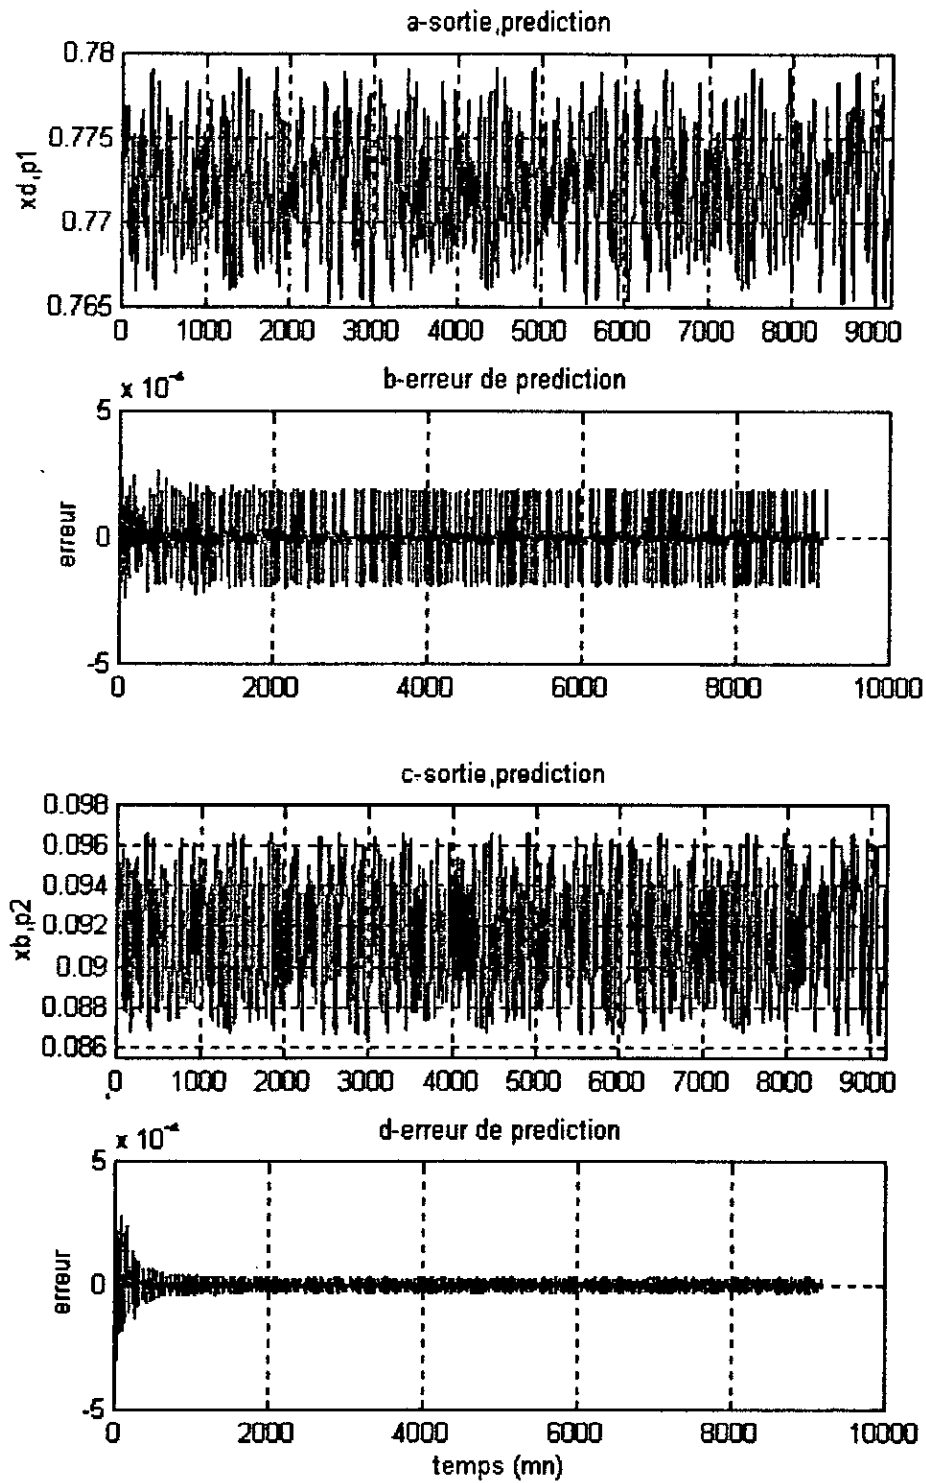 a-sortie,prediction
0.78
0.775
0.77
0.765
xd,p1
0 1000 2000 3000 4000 5000 6000 7000 8000 9000
b-erreur de prediction
x 10⁻⁴
5
0
-5
erreur
0 2000 4000 6000 8000 10000
c-sortie,prediction
0.098
0.096
0.094
0.092
0.09
0.088
0.086
xb,p2
0 1000 2000 3000 4000 5000 6000 7000 8000 9000
d-erreur de prediction
x 10⁻⁴
5
0
-5
erreur
0 2000 4000 6000 8000 10000
temps (mn)